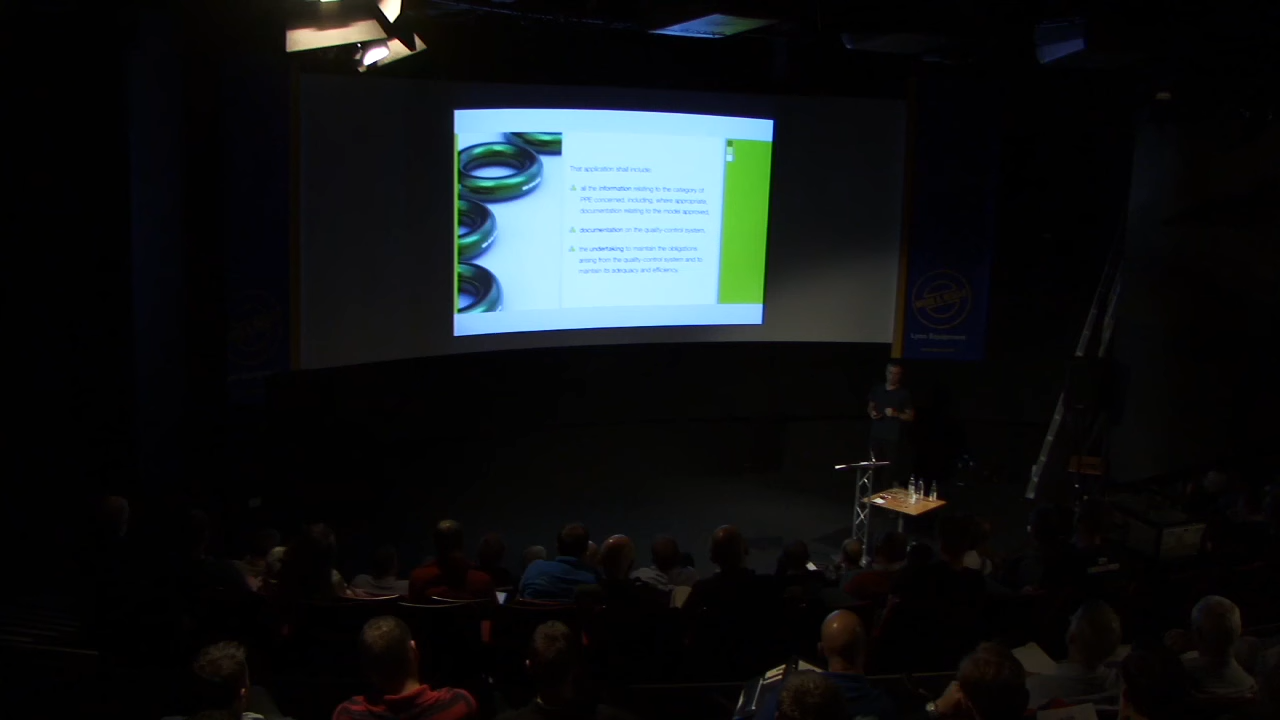 That application shall include:
all the information relating to the category of
PPE concerned, including, where appropriate,
documentation relating to the model approved;
documentation on the quality-control system;
the undertaking to maintain the obligations
arising from the quality-control system and to
maintain its adequacy and efficiency.
Lyon Equipment